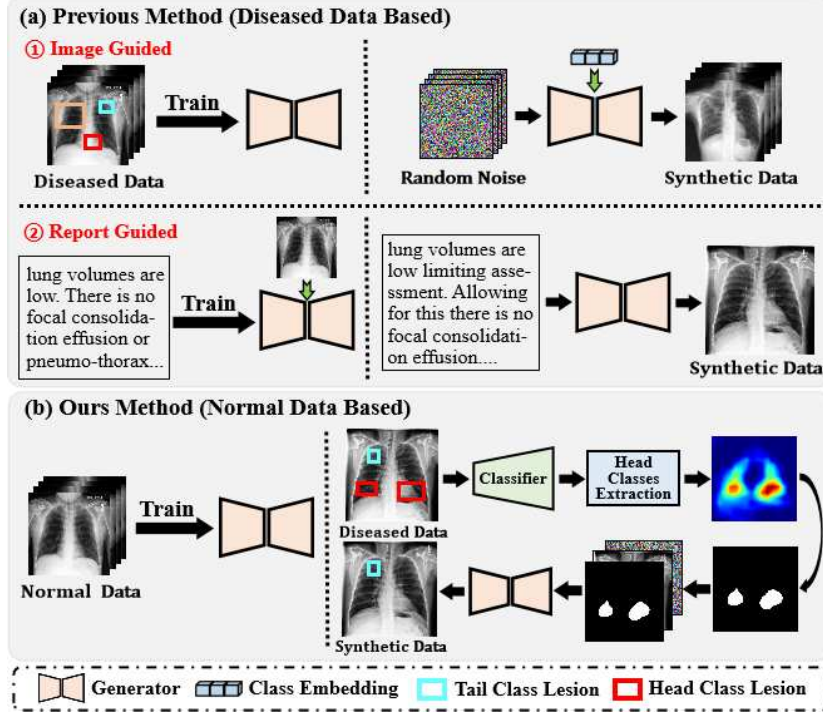 (a) Previous Method (Diseased Data Based)
① Image Guided
Train
Diseased Data
Random Noise
Synthetic Data
② Report Guided
lung volumes are
low. There is no
focal consolida-
tion effusion or
pneumo-thorax...
Train
lung volumes are
low limiting asse-
ssment. Allowing
for this there is no
focal consolidati-
on effusion....
Synthetic Data
(b) Ours Method (Normal Data Based)
Train
Normal Data
Diseased Data
Classifier
Head
Classes
Extraction
Synthetic Data
Generator
Class Embedding
Tail Class Lesion
Head Class Lesion